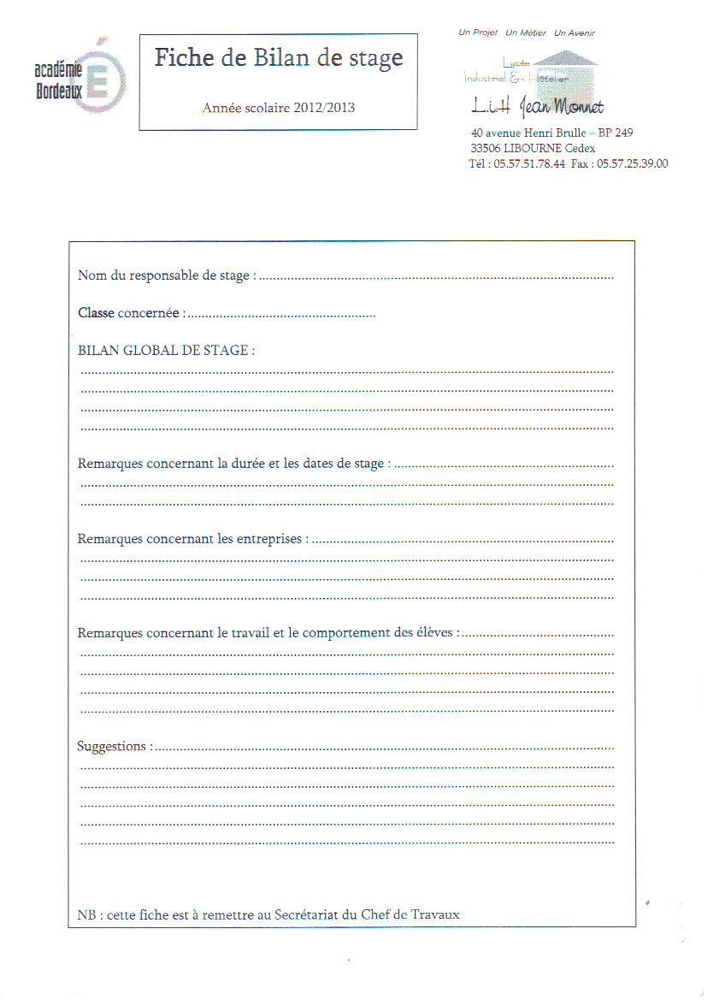 académie
Bordeaux
É
Fiche de Bilan de stage
Année scolaire 2012/2013
Un Projet Un Métier Un Avenir
Lycée
Industrial & Hôtelier
L.i.H Jean Monnet
40 avenue Henri Brulle – BP 249
33506 LIBOURNE Cedex
Tél : 05.57.51.78.44 Fax : 05.57.25.39.00
Nom du responsable de stage :
Classe concernée :
BILAN GLOBAL DE STAGE :
Remarques concernant la durée et les dates de stage :
Remarques concernant les entreprises :
Remarques concernant le travail et le comportement des élèves :
Suggestions :
NB : cette fiche est à remettre au Secrétariat du Chef de Travaux